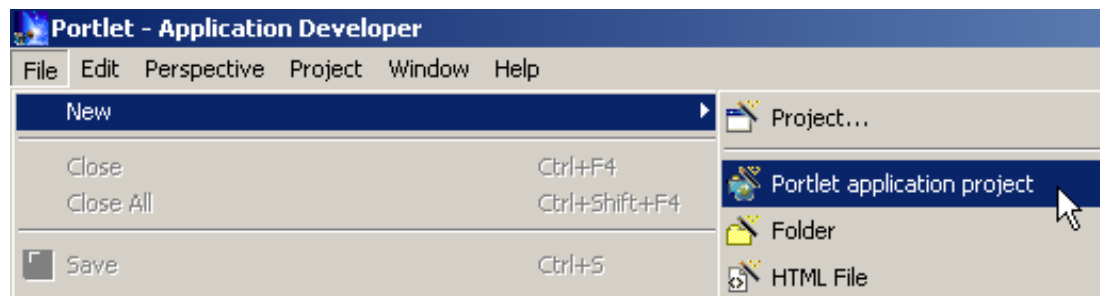 Portlet - Application Developer
File Edit Perspective Project Window Help
New
Project...
Close Ctrl+F4
Portlet application project
Close All Ctrl+Shift+F4
Folder
Save Ctrl+S
HTML File